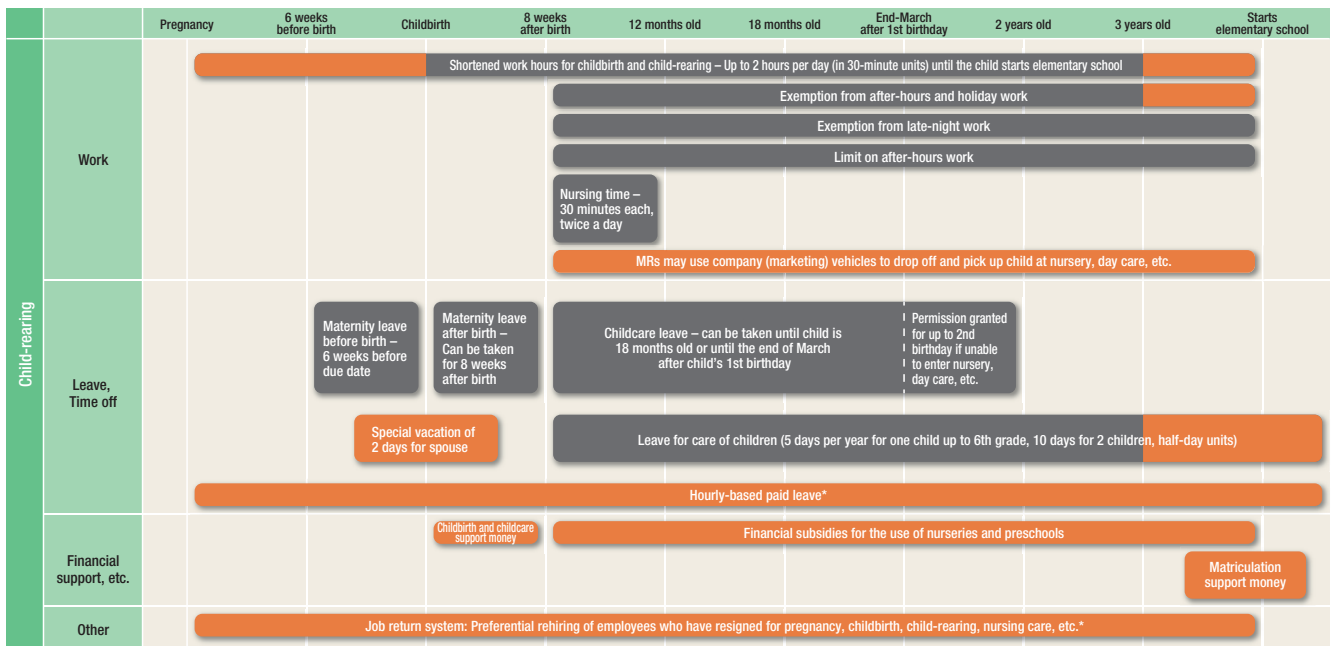 Pregnancy
6 weeks
before birth
Childbirth
8 weeks
after birth
12 months old
18 months old
End-March
after 1st birthday
2 years old
3 years old
Starts
elementary school
Child-rearing
Work
Shortened work hours for childbirth and child-rearing – Up to 2 hours per day (in 30-minute units) until the child starts elementary school
Exemption from after-hours and holiday work
Exemption from late-night work
Limit on after-hours work
Nursing time –
30 minutes each,
twice a day
MRs may use company (marketing) vehicles to drop off and pick up child at nursery, day care, etc.
Leave,
Time off
Maternity leave
before birth –
6 weeks before
due date
Maternity leave
after birth –
Can be taken
for 8 weeks
after birth
Childcare leave – can be taken until child is
18 months old or until the end of March
after child's 1st birthday
Permission granted
for up to 2nd
birthday if unable
to enter nursery,
day care, etc.
Special vacation of
2 days for spouse
Leave for care of children (5 days per year for one child up to 6th grade, 10 days for 2 children, half-day units)
Hourly-based paid leave*
Financial
support, etc.
Childbirth and childcare
support money
Financial subsidies for the use of nurseries and preschools
Matriculation
support money
Other
Job return system: Preferential rehiring of employees who have resigned for pregnancy, childbirth, child-rearing, nursing care, etc.*